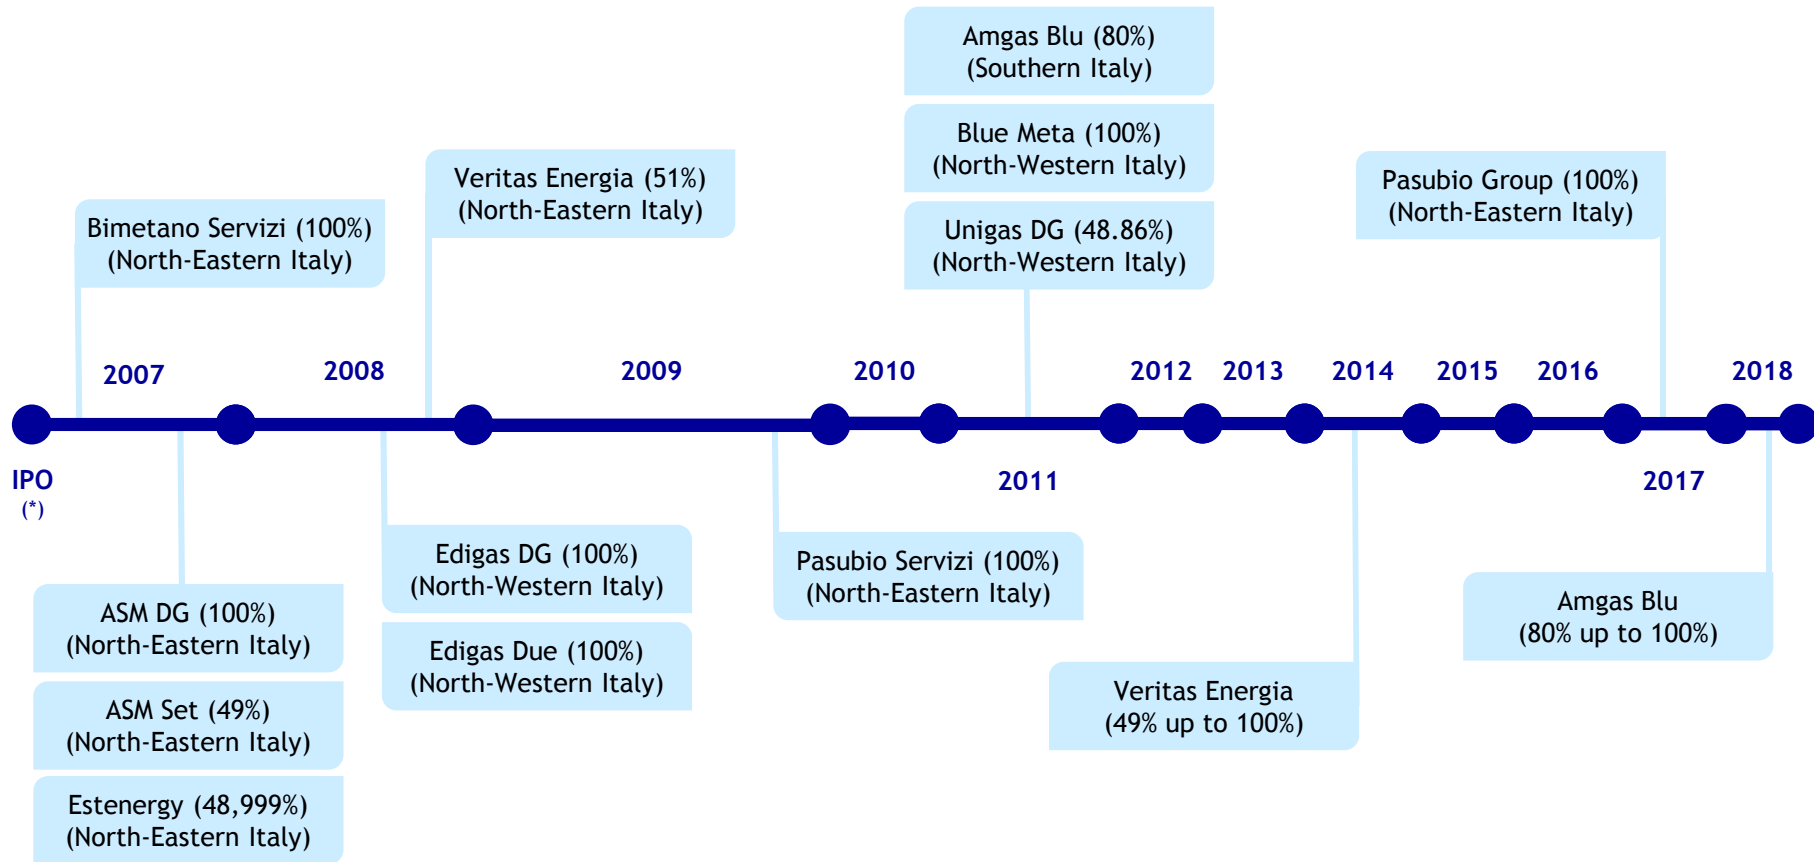 Amgas Blu (80%)
(Southern Italy)
Blue Meta (100%)
(North-Western Italy)
Unigas DG (48.86%)
(North-Western Italy)
Veritas Energia (51%)
(North-Eastern Italy)
Pasubio Group (100%)
(North-Eastern Italy)
Bimetano Servizi (100%)
(North-Eastern Italy)
2007
2008
2009
2010
2012
2013
2014
2015
2016
2018
IPO
(*)
2011
2017
ASM DG (100%)
(North-Eastern Italy)
ASM Set (49%)
(North-Eastern Italy)
Estenergy (48,999%)
(North-Eastern Italy)
Edigas DG (100%)
(North-Western Italy)
Edigas Due (100%)
(North-Western Italy)
Pasubio Servizi (100%)
(North-Eastern Italy)
Veritas Energia
(49% up to 100%)
Amgas Blu
(80% up to 100%)